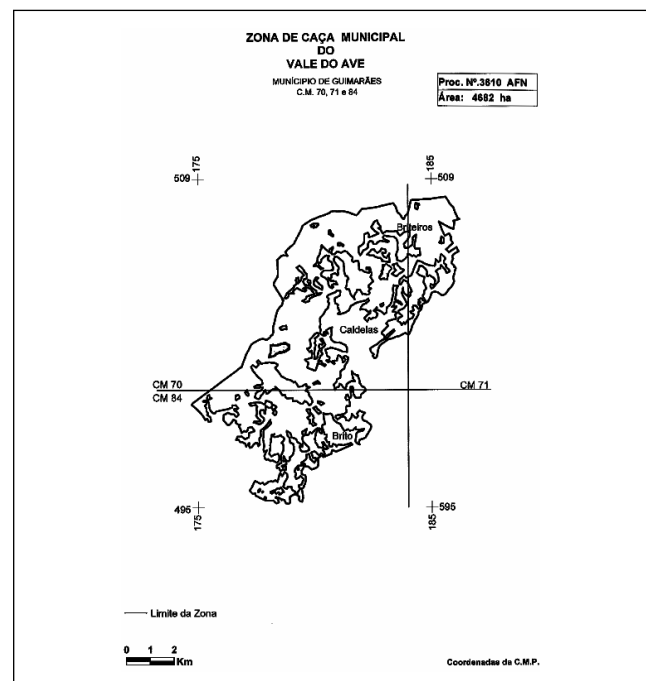 ZONA DE CAÇA MUNICIPAL
DO
VALE DO AVE
MUNÍCIPIO DE GUIMARÃES
C.M. 70, 71 e 84
Proc. Nº.3610 AFN
Área: 4682 ha
175
185
509
509
Briteiros
Caldelas
CM 70
CM 71
CM 84
Brito
495
595
175
185
Limite da Zona
0 1 2
Km
Coordenadas da C.M.P.